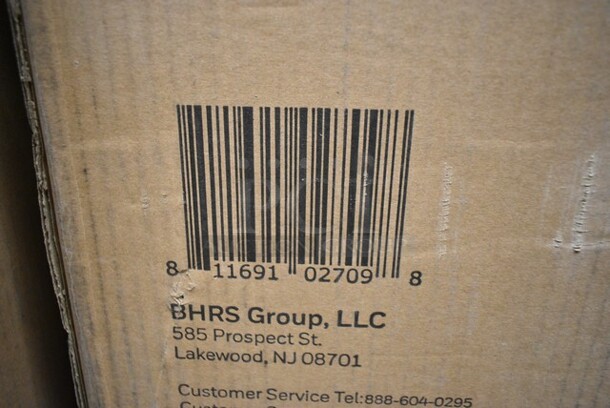 8 11691 02709 8
BHRS Group, LLC
585 Prospect St.
Lakewood, NJ 08701
Customer Service Tel:888-604-0295